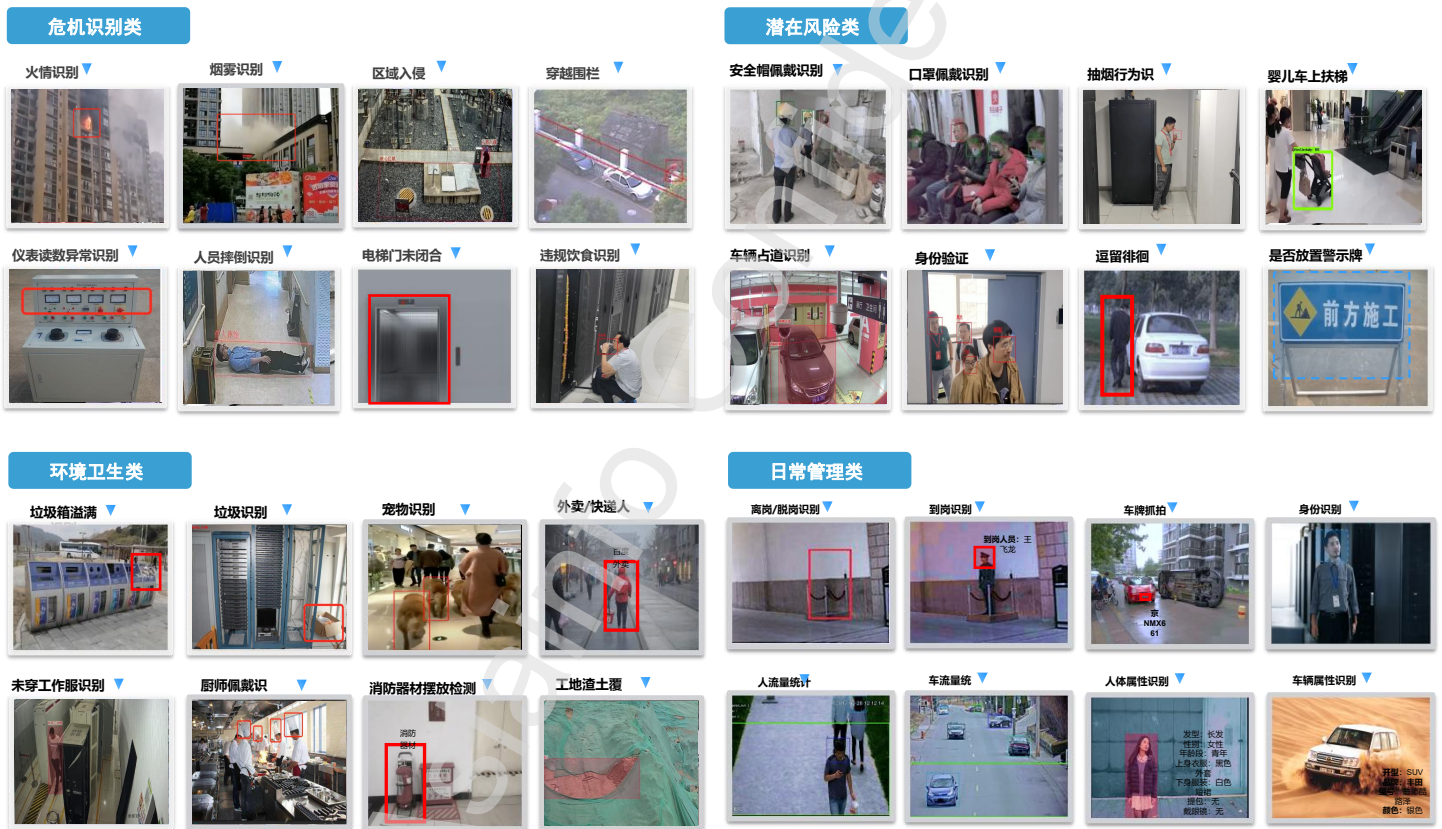 危机识别类
火情识别
烟雾识别
区域入侵
穿越围栏
仪表读数异常识别
人员摔倒识别
电梯门未闭合
违规饮食识别
潜在风险类
安全帽佩戴识别
口罩佩戴识别
抽烟行为识
婴儿车上扶梯
车辆占道识别
身份验证
逗留徘徊
是否放置警示牌
前方施工
环境卫生类
垃圾箱溢满
垃圾识别
宠物识别
外卖/快递人
外卖
未穿工作服识别
厨师佩戴识
消防器材摆放检测
消防
器材
工地渣土覆
日常管理类
离岗/脱岗识别
到岗识别
到岗人员：王
飞龙
车牌抓拍
京
NMX6
61
身份识别
人流量统计
车流量统
人体属性识别
发型：长发
性别：女性
年龄段：青年
上身衣服：黑色
外套
下身服装：白色
短裙
提包：无
戴眼镜：无
车辆属性识别
SUV
丰田
颜色：银色